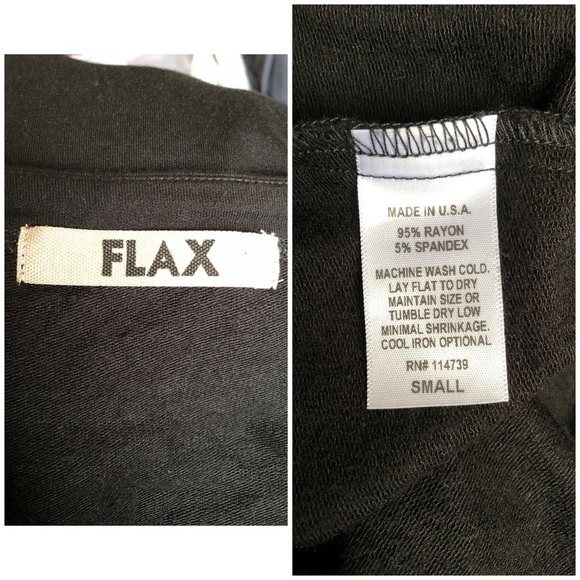 FLAX
MADE IN U.S.A.
95% RAYON
5% SPANDEX
MACHINE WASH COLD.
LAY FLAT TO DRY
MAINTAIN SIZE OR
TUMBLE DRY LOW
MINIMAL SHRINKAGE.
COOL IRON OPTIONAL
RN# 114739
SMALL